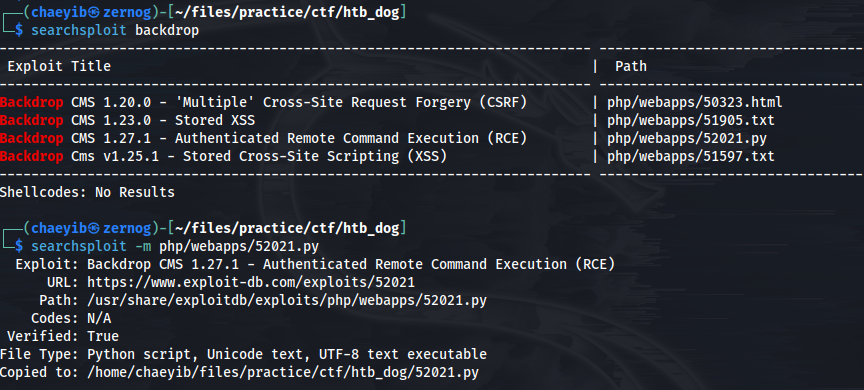 ┌──(chaeyib㉿zernog)-[~/files/practice/ctf/htb_dog]
└─$ searchsploit backdrop
---------------------------------------------------------------------- ---------------------------------
 Exploit Title                                                        |  Path
---------------------------------------------------------------------- ---------------------------------
Backdrop CMS 1.20.0 - 'Multiple' Cross-Site Request Forgery (CSRF)    | php/webapps/50323.html
Backdrop CMS 1.23.0 - Stored XSS                                      | php/webapps/51905.txt
Backdrop CMS 1.27.1 - Authenticated Remote Command Execution (RCE)    | php/webapps/52021.py
Backdrop Cms v1.25.1 - Stored Cross-Site Scripting (XSS)              | php/webapps/51597.txt
---------------------------------------------------------------------- ---------------------------------
Shellcodes: No Results
┌──(chaeyib㉿zernog)-[~/files/practice/ctf/htb_dog]
└─$ searchsploit -m php/webapps/52021.py
  Exploit: Backdrop CMS 1.27.1 - Authenticated Remote Command Execution (RCE)
      URL: https://www.exploit-db.com/exploits/52021
     Path: /usr/share/exploitdb/exploits/php/webapps/52021.py
    Codes: N/A
 Verified: True
File Type: Python script, Unicode text, UTF-8 text executable
Copied to: /home/chaeyib/files/practice/ctf/htb_dog/52021.py